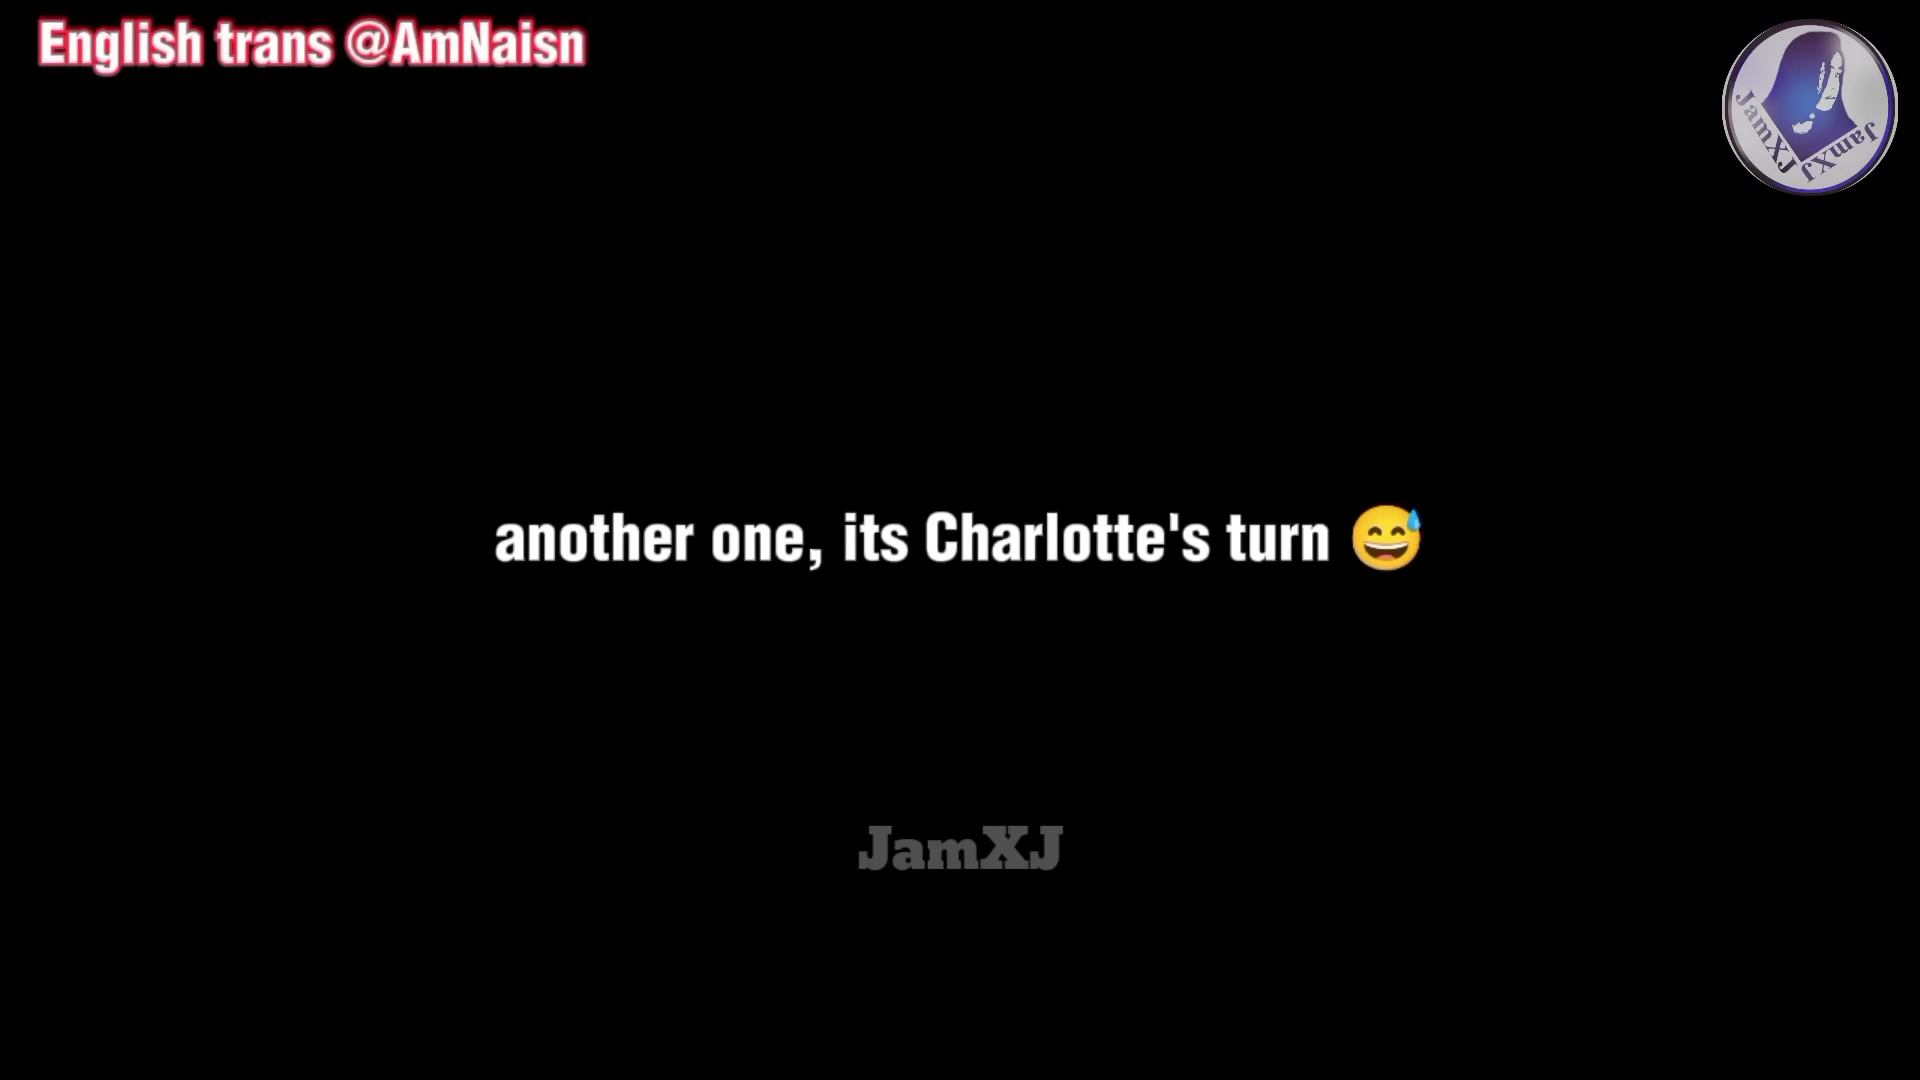 English trans @AmNaisn
JamXJ
JamXJ
another one, its Charlotte's turn 😅
JamXJ